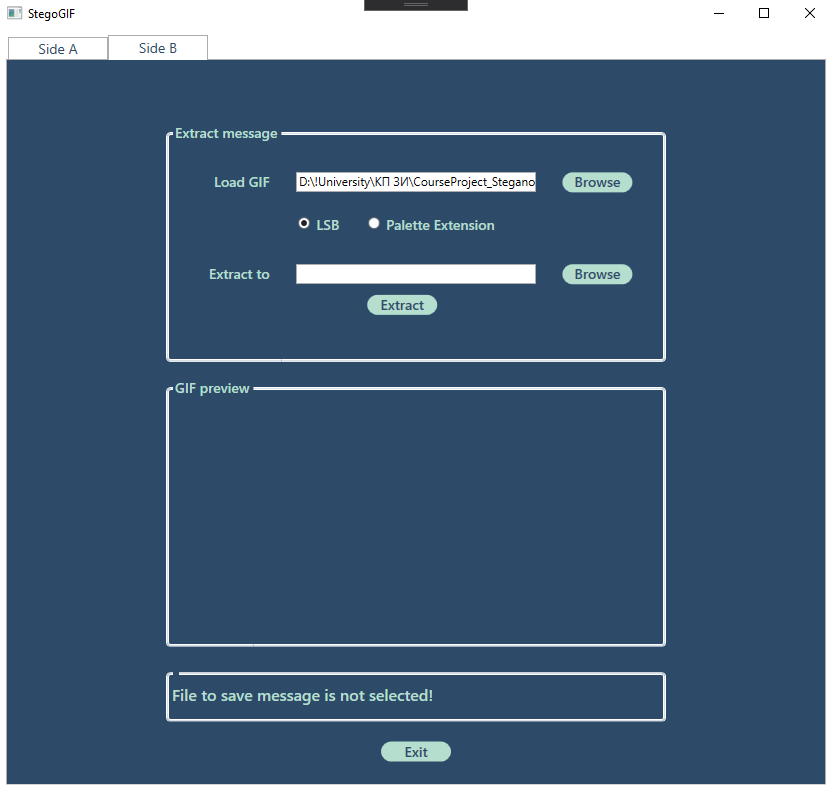 StegoGIF
Side A Side B
Extract message
Load GIF D:\!University\КП ЗИ\CourseProject_Stegano Browse
LSB Palette Extension
Extract to Browse
Extract
GIF preview
File to save message is not selected!
Exit